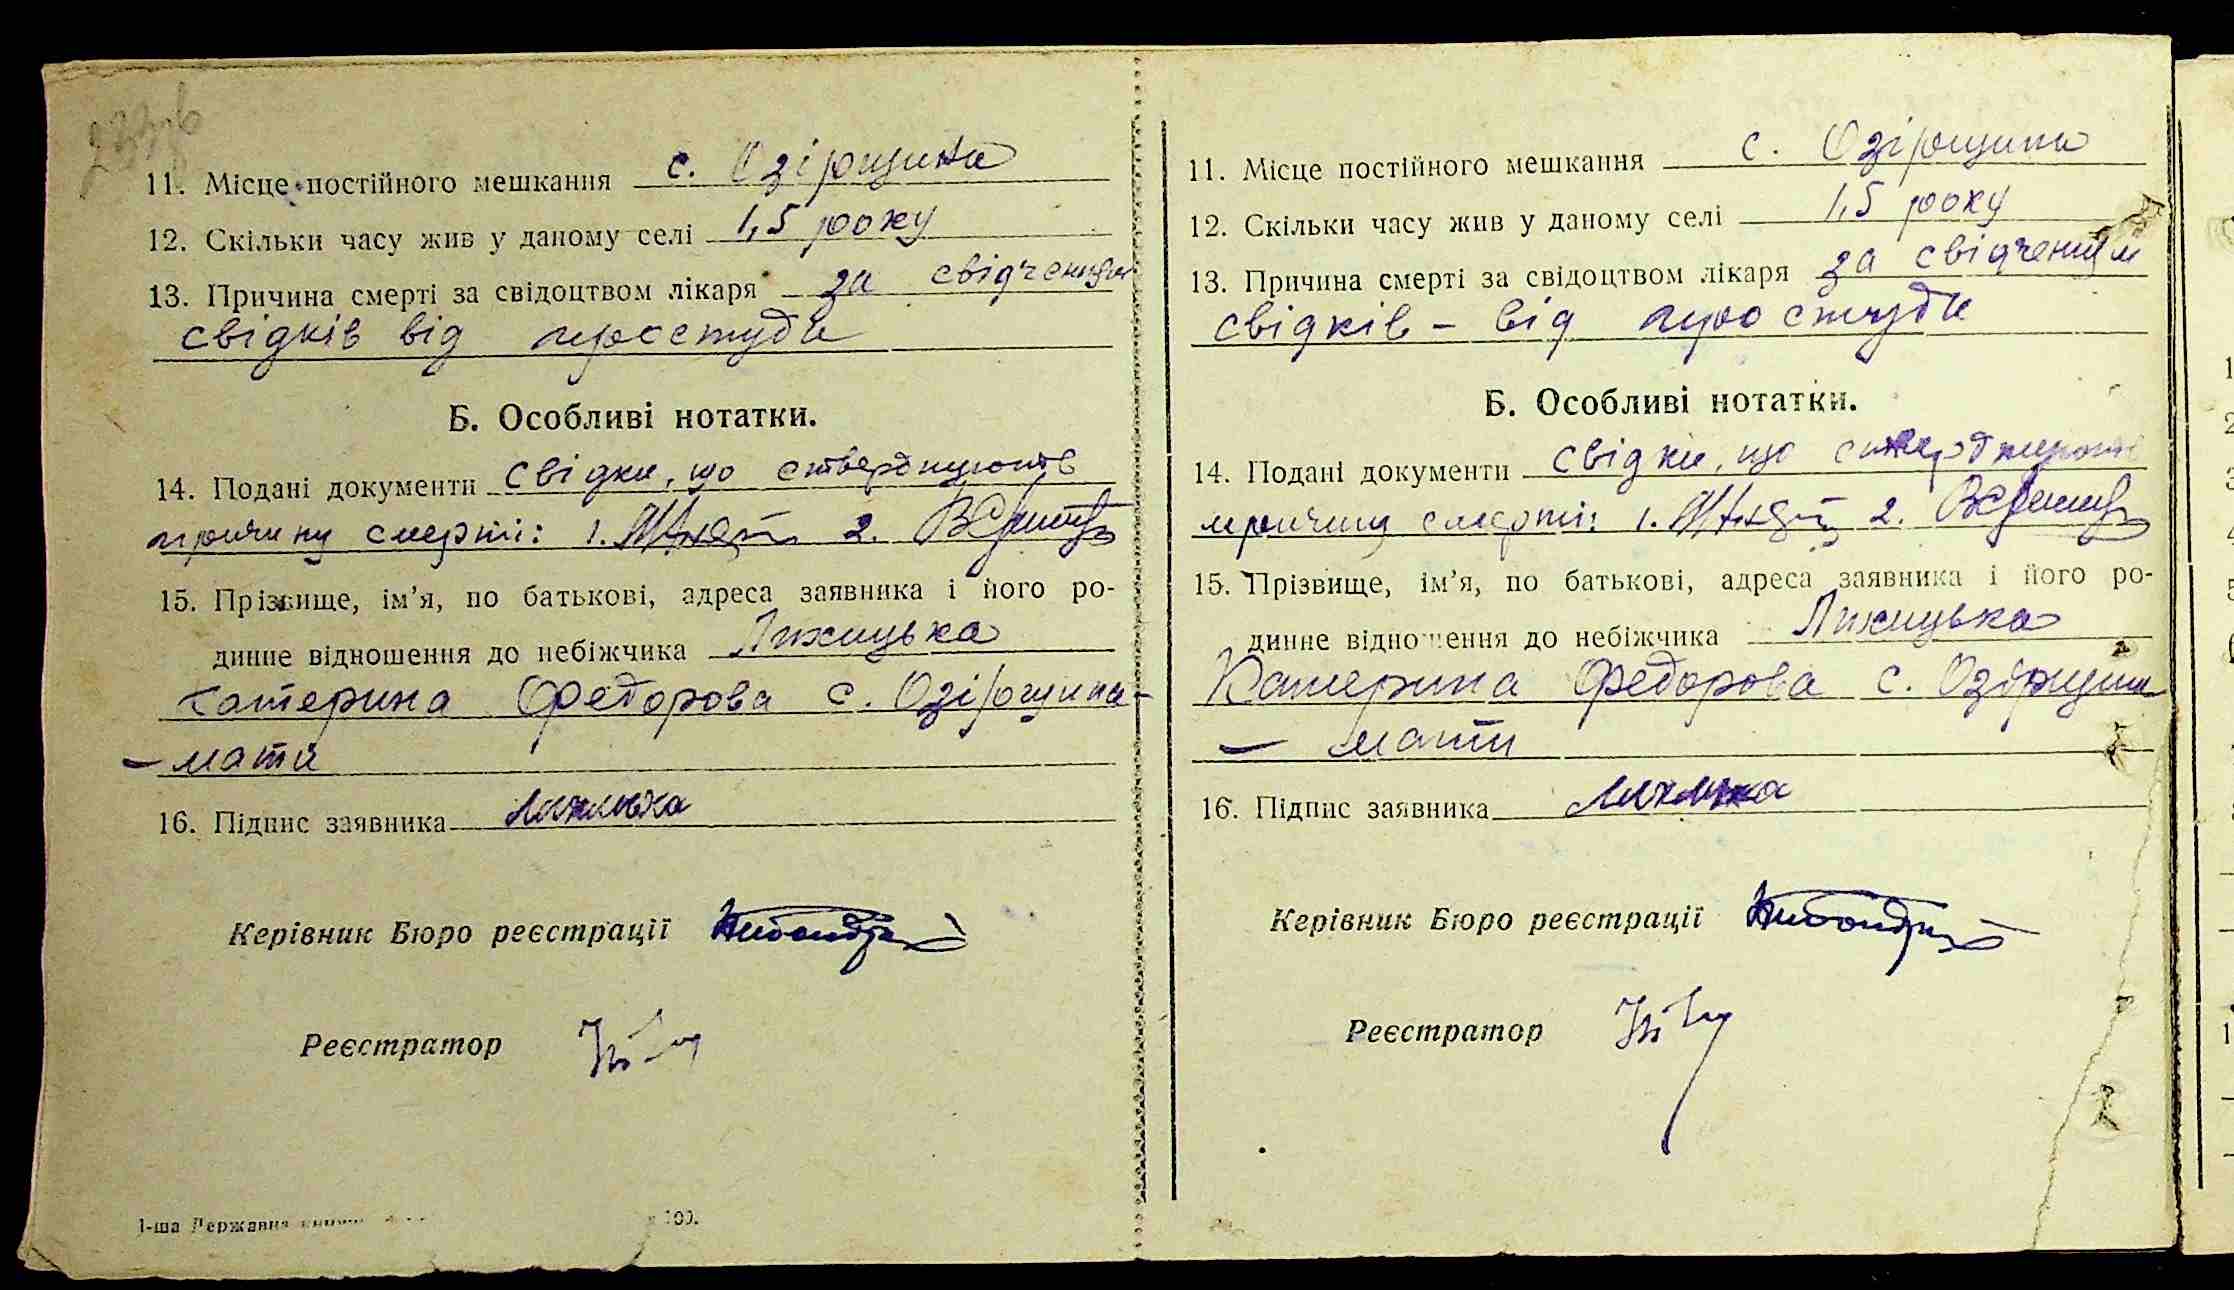 11. Місце постійного мешкання с. Озірщина
12. Скільки часу жив у даному селі 1,5 року
13. Причина смерті за свідоцтвом лікаря за свідченням
свідків від простуди
Б. Особливі нотатки.
14. Подані документи свідки, що стверджують
причину смерті: 1. 2.
15. Прізвище, ім’я, по батькові, адреса заявника і його ро-
динне відношення до небіжчика Лижицька
Катерина Федорова с. Озірщина -
- мати
16. Підпис заявника
Керівник Бюро реєстрації
Реєстратор
1-ша Державна
11. Місце постійного мешкання с. Озірщина
12. Скільки часу жив у даному селі 1,5 року
13. Причина смерті за свідоцтвом лікаря за свідченням
свідків - від простуди
Б. Особливі нотатки.
14. Подані документи свідки, що стверджують
причину смерті: 1. 2.
15. Прізвище, ім’я, по батькові, адреса заявника і його ро-
динне відношення до небіжчика Лижицька
Катерина Федорова с. Озірщина
- мати
16. Підпис заявника
Керівник Бюро реєстрації
Реєстратор